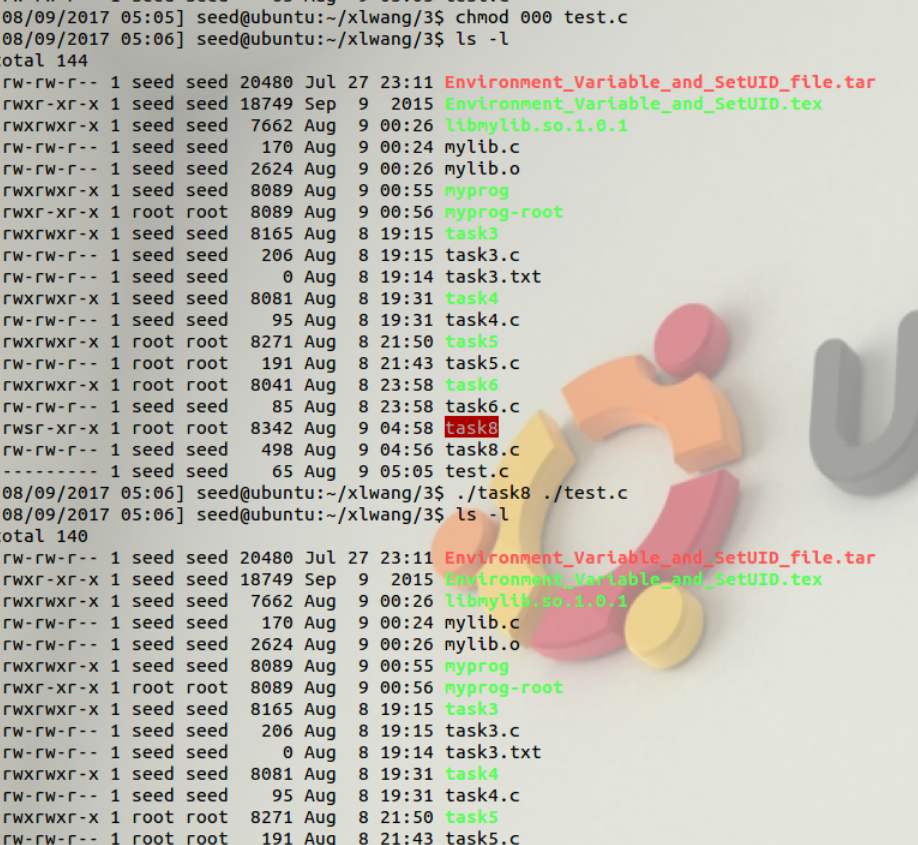 08/09/2017 05:05] seed@ubuntu:~/xlwang/3$ chmod 000 test.c
08/09/2017 05:06] seed@ubuntu:~/xlwang/3$ ls -l
otal 144
rw-rw-r-- 1 seed seed 20480 Jul 27 23:11 Environment_Variable_and_SetUID_file.tar
rwxr-xr-x 1 seed seed 18749 Sep  9  2015 Environment_Variable_and_SetUID.tex
rwxrwxr-x 1 seed seed  7662 Aug  9 00:26 libmylib.so.1.0.1
rw-rw-r-- 1 seed seed   170 Aug  9 00:24 mylib.c
rw-rw-r-- 1 seed seed  2624 Aug  9 00:26 mylib.o
rwxrwxr-x 1 seed seed  8089 Aug  9 00:55 myprog
rwxr-xr-x 1 root root  8089 Aug  9 00:56 myprog-root
rwxrwxr-x 1 seed seed  8165 Aug  8 19:15 task3
rw-rw-r-- 1 seed seed   206 Aug  8 19:15 task3.c
rw-rw-r-- 1 seed seed     0 Aug  8 19:14 task3.txt
rwxrwxr-x 1 seed seed  8081 Aug  8 19:31 task4
rw-rw-r-- 1 seed seed    95 Aug  8 19:31 task4.c
rwxrwxr-x 1 root root  8271 Aug  8 21:50 task5
rw-rw-r-- 1 root root   191 Aug  8 21:43 task5.c
rwxrwxr-x 1 root root  8041 Aug  8 23:58 task6
rw-rw-r-- 1 seed seed    85 Aug  8 23:58 task6.c
rwsr-xr-x 1 root root  8342 Aug  9 04:58 task8
rw-rw-r-- 1 seed seed   498 Aug  9 04:56 task8.c
--------- 1 seed seed    65 Aug  9 05:05 test.c
08/09/2017 05:06] seed@ubuntu:~/xlwang/3$ ./task8 ./test.c
08/09/2017 05:06] seed@ubuntu:~/xlwang/3$ ls -l
otal 140
rw-rw-r-- 1 seed seed 20480 Jul 27 23:11 Environment_Variable_and_SetUID_file.tar
rwxr-xr-x 1 seed seed 18749 Sep  9  2015 Environment_Variable_and_SetUID.tex
rwxrwxr-x 1 seed seed  7662 Aug  9 00:26 libmylib.so.1.0.1
rw-rw-r-- 1 seed seed   170 Aug  9 00:24 mylib.c
rw-rw-r-- 1 seed seed  2624 Aug  9 00:26 mylib.o
rwxrwxr-x 1 seed seed  8089 Aug  9 00:55 myprog
rwxr-xr-x 1 root root  8089 Aug  9 00:56 myprog-root
rwxrwxr-x 1 seed seed  8165 Aug  8 19:15 task3
rw-rw-r-- 1 seed seed   206 Aug  8 19:15 task3.c
rw-rw-r-- 1 seed seed     0 Aug  8 19:14 task3.txt
rwxrwxr-x 1 seed seed  8081 Aug  8 19:31 task4
rw-rw-r-- 1 seed seed    95 Aug  8 19:31 task4.c
rwxrwxr-x 1 root root  8271 Aug  8 21:50 task5
rw-rw-r-- 1 root root   191 Aug  8 21:43 task5.c